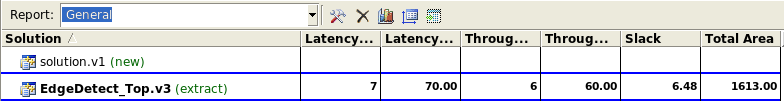 Report: General
Solution Latency... Latency... Throug... Throug... Slack Total Area
solution.v1 (new)
EdgeDetect_Top.v3 (extract) 7 70.00 6 60.00 6.48 1613.00